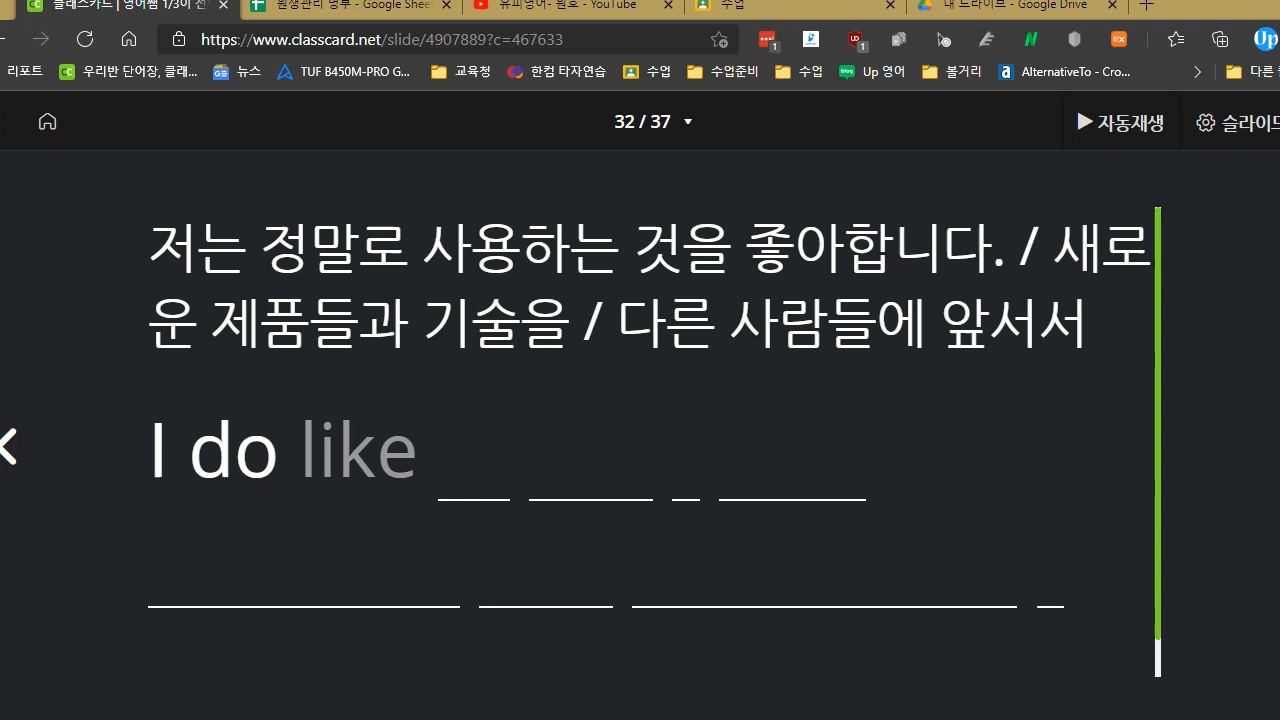 클래스카드 | 영어쌤 1/3이 전
원생관리 명부 - Google Shee
유피영어- 원호 - YouTube
수업
내 드라이브 - Google Drive
https://www.classcard.net/slide/4907889?c=467633
리포트 우리반 단어장, 클래... 뉴스 TUF B450M-PRO G... 교육청 한컴 타자연습 수업 수업준비 수업 Up 영어 볼거리 AlternativeTo - Cro... 다른
32 / 37
자동재생
슬라이드
저는 정말로 사용하는 것을 좋아합니다. / 새로
운 제품들과 기술을 / 다른 사람들에 앞서서
I do like